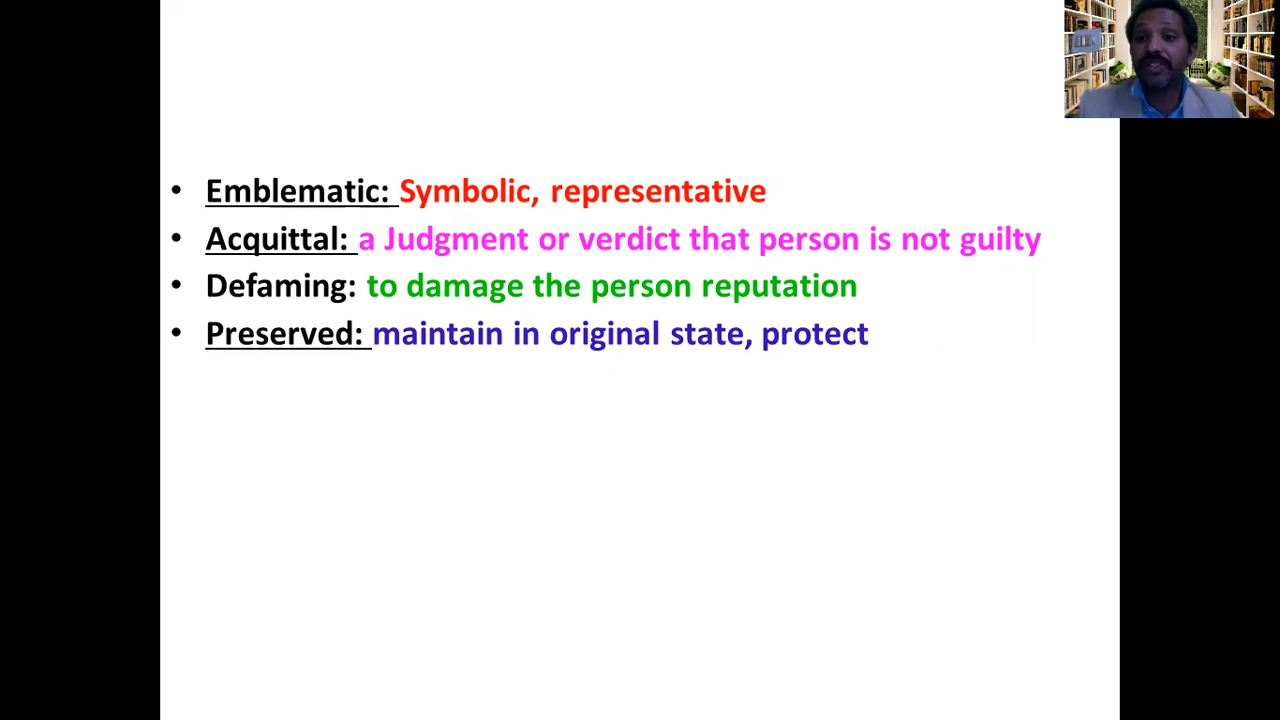 • Emblematic: Symbolic, representative
• Acquittal: a Judgment or verdict that person is not guilty
• Defaming: to damage the person reputation
• Preserved: maintain in original state, protect